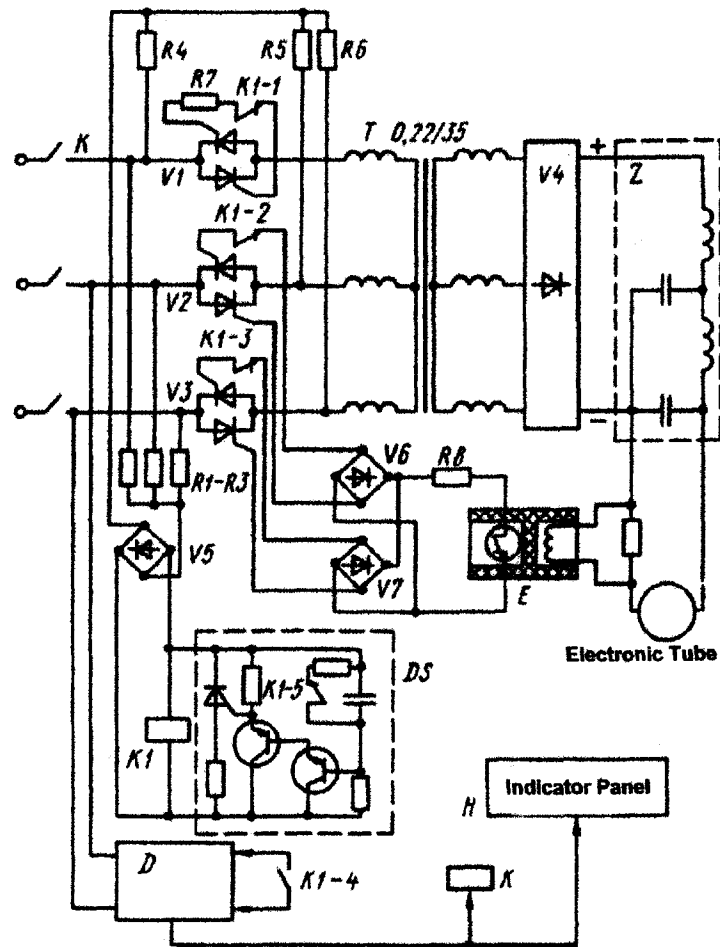 R4
R5
R6
R7
K1-1
K
T 0,22/35
+
Z
V1
V4
K1-2
V2
K1-3
V3
–
V6
R8
R1-R3
V5
V7
E
Electronic Tube
DS
K1-5
K1
Indicator Panel
H
D
K1-4
K